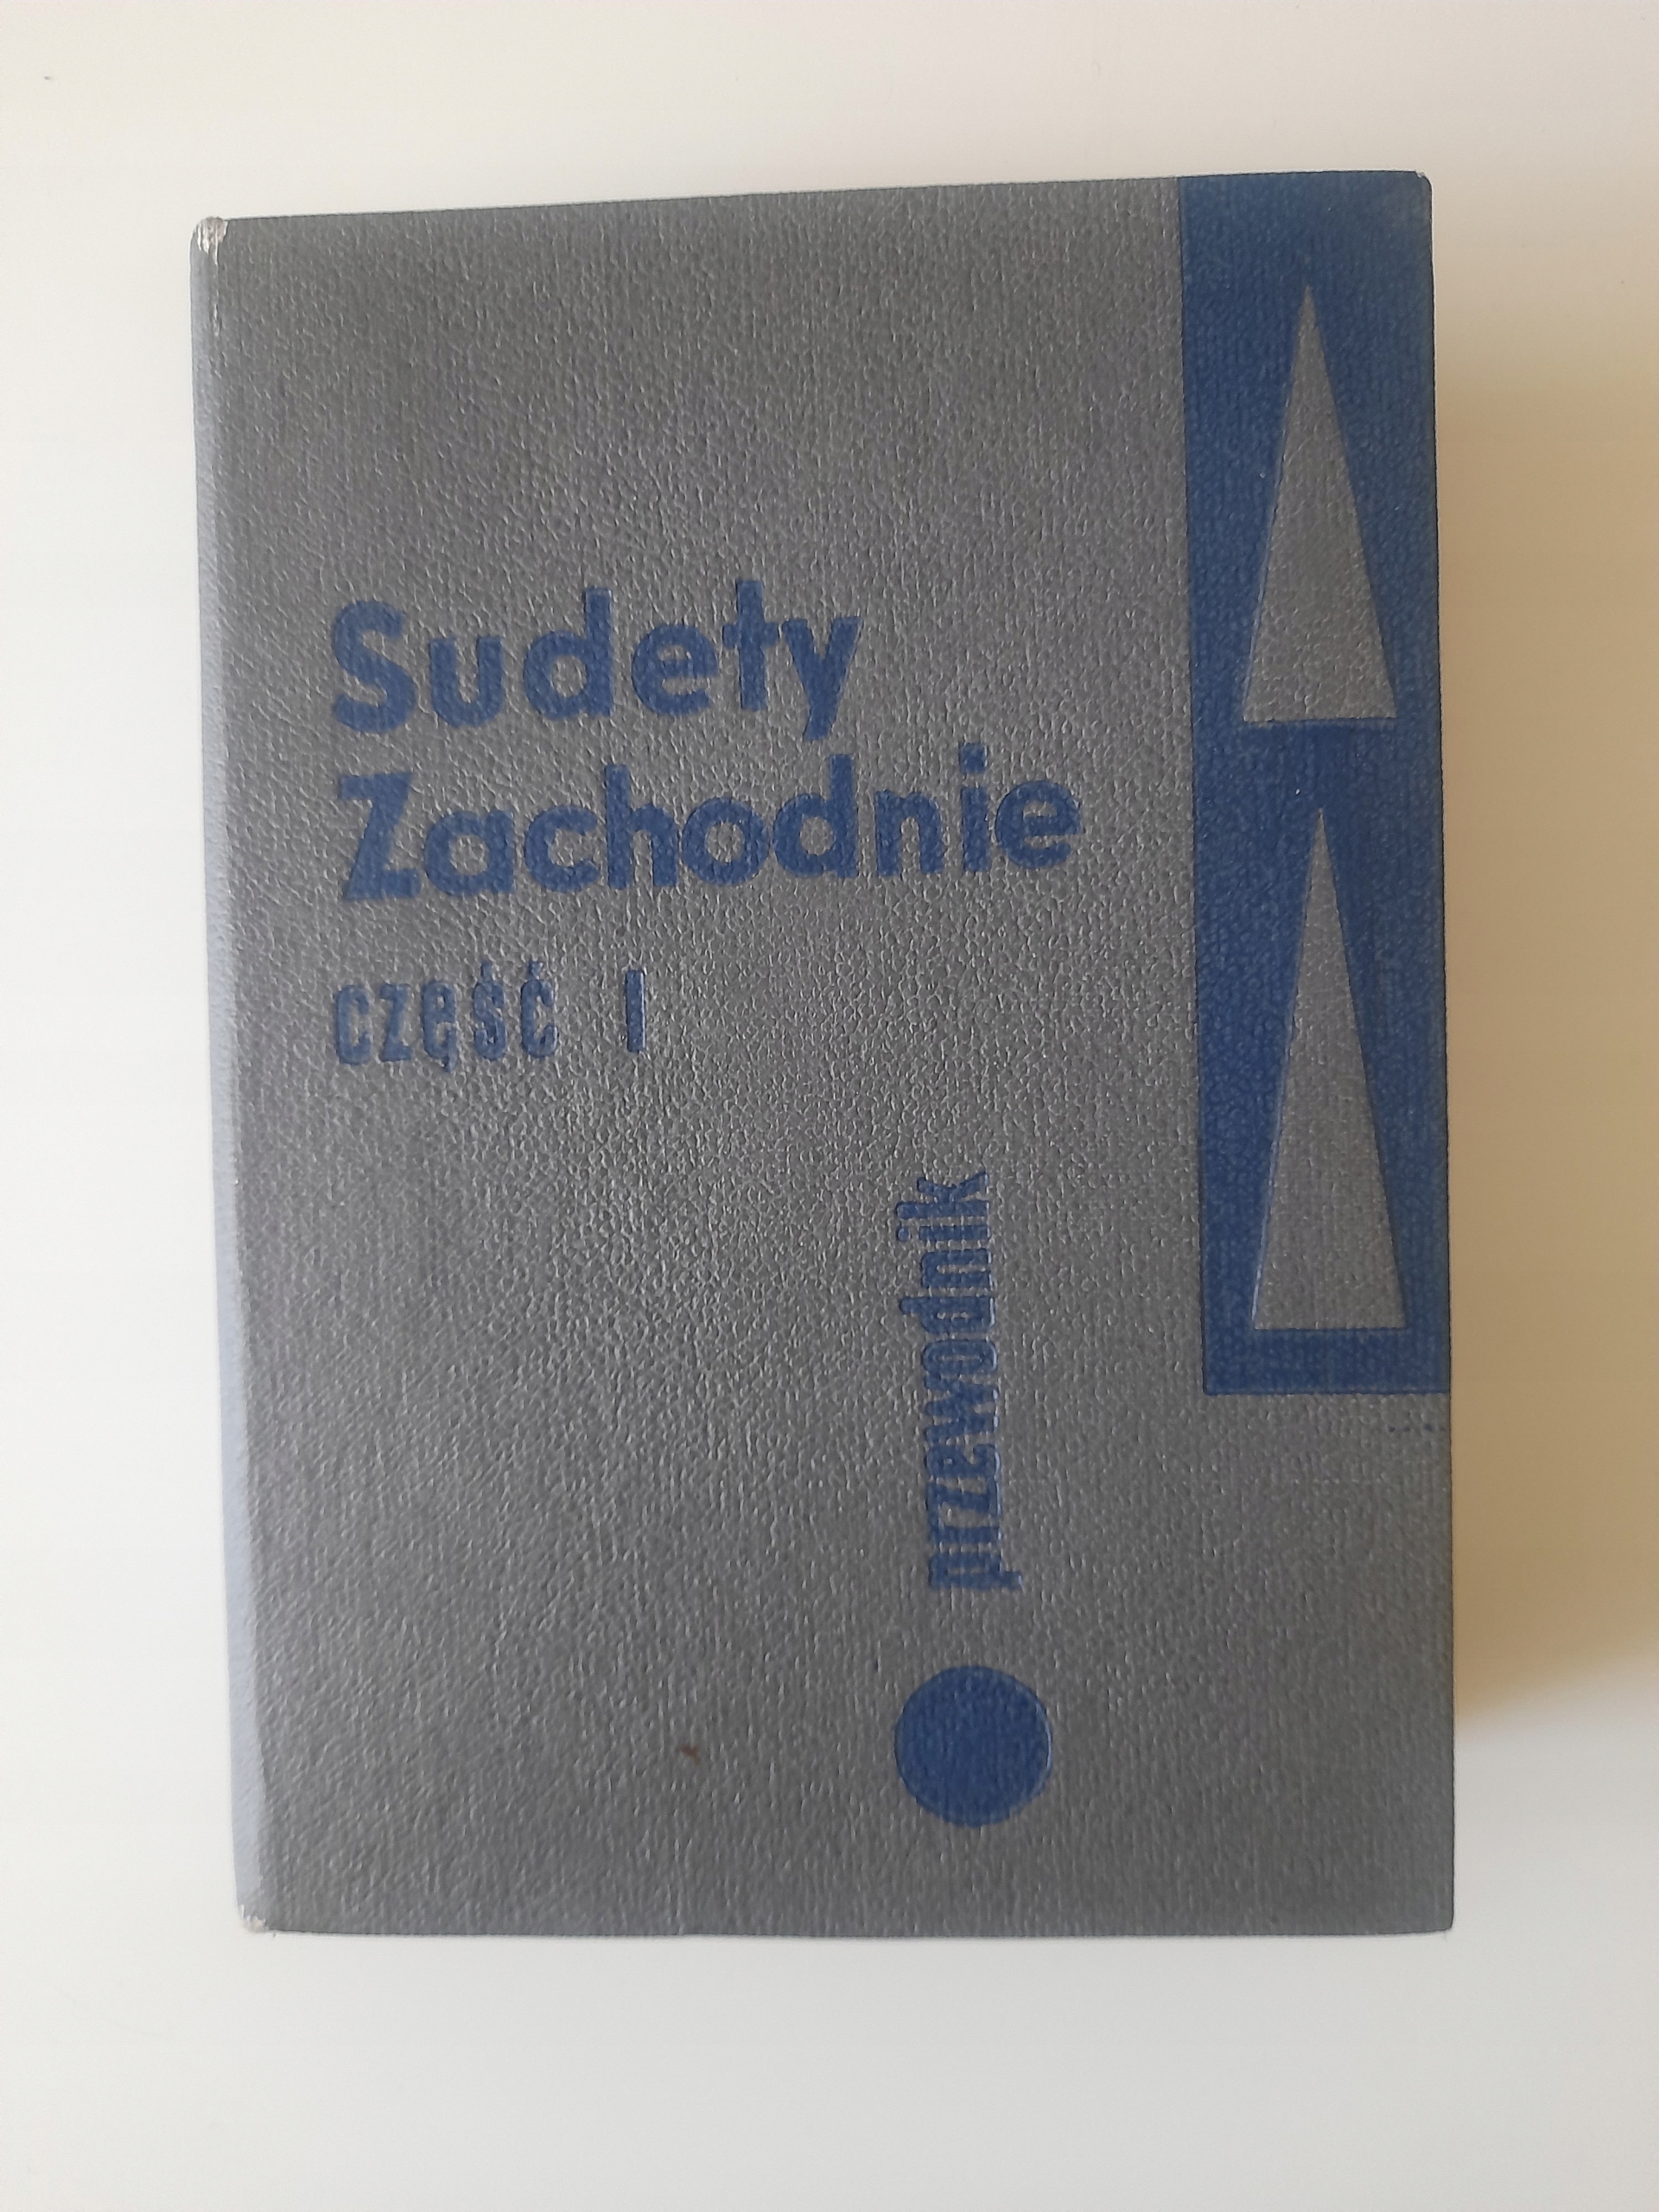 Sudety
Zachodnie
część I
przewodnik